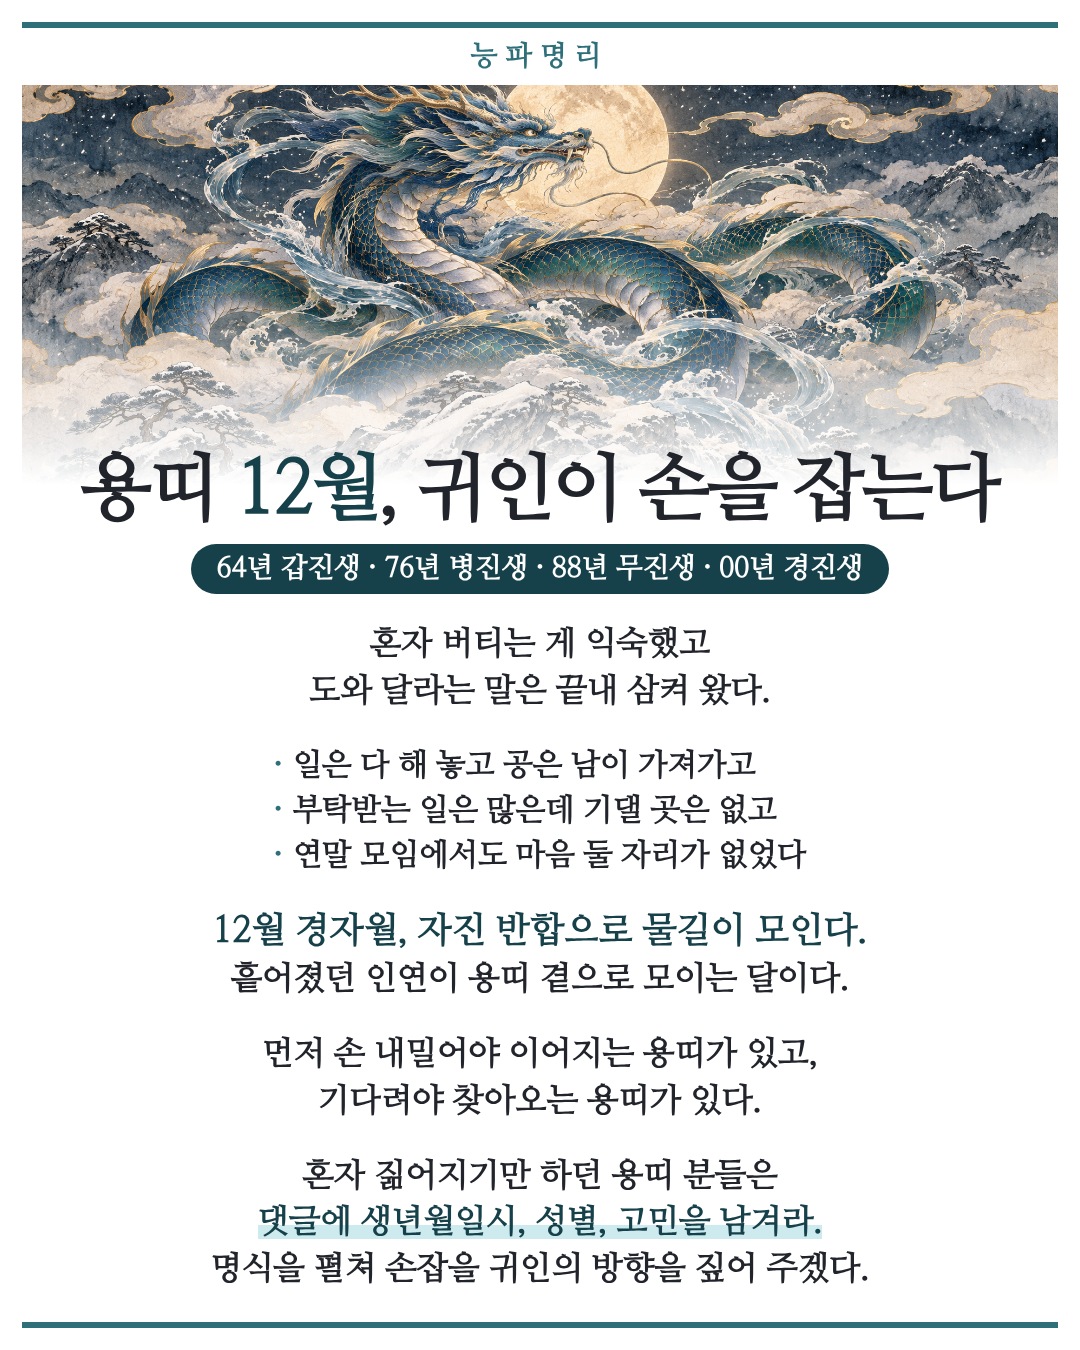 능파명리
용띠 12월, 귀인이 손을 잡는다
64년 갑진생 · 76년 병진생 · 88년 무진생 · 00년 경진생
혼자 버티는 게 익숙했고
도와 달라는 말은 끝내 삼켜 왔다.
· 일은 다 해 놓고 공은 남이 가져가고
· 부탁받는 일은 많은데 기댈 곳은 없고
· 연말 모임에서도 마음 둘 자리가 없었다
12월 경자월, 자진 반합으로 물길이 모인다.
흩어졌던 인연이 용띠 곁으로 모이는 달이다.
먼저 손 내밀어야 이어지는 용띠가 있고,
기다려야 찾아오는 용띠가 있다.
혼자 짊어지기만 하던 용띠 분들은
댓글에 생년월일시, 성별, 고민을 남겨라.
명식을 펼쳐 손잡을 귀인의 방향을 짚어 주겠다.